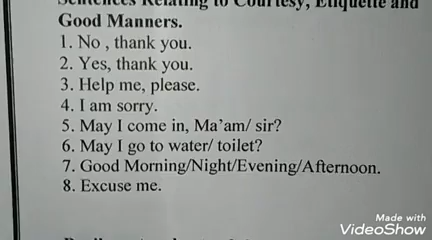 Sentences Relating to Courtesy, Etiquette and
Good Manners.
1. No , thank you.
2. Yes, thank you.
3. Help me, please.
4. I am sorry.
5. May I come in, Ma'am/ sir?
6. May I go to water/ toilet?
7. Good Morning/Night/Evening/Afternoon.
8. Excuse me.
Made with
VideoShow